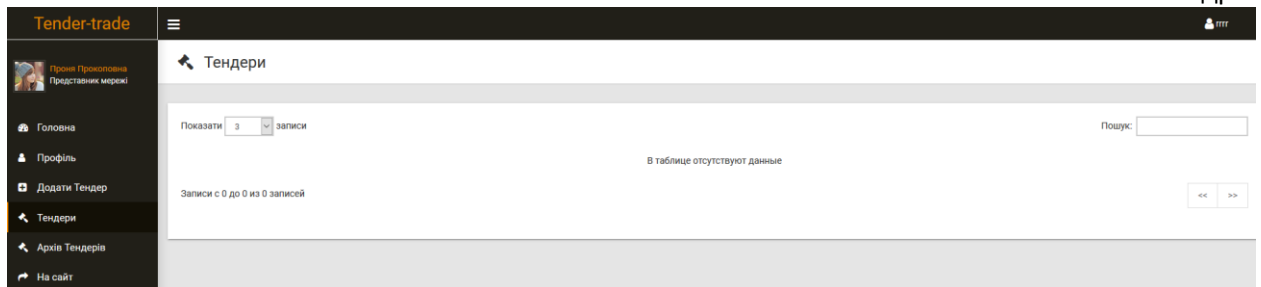 Tender-trade
rrrr
Проня Прокоповна
Представник мережі
Тендери
Головна
Показати 3 записи
Пошук:
Профіль
В таблице отсутствуют данные
Додати Тендер
Записи с 0 до 0 из 0 записей
<< >>
Тендери
Архів Тендерів
На сайт